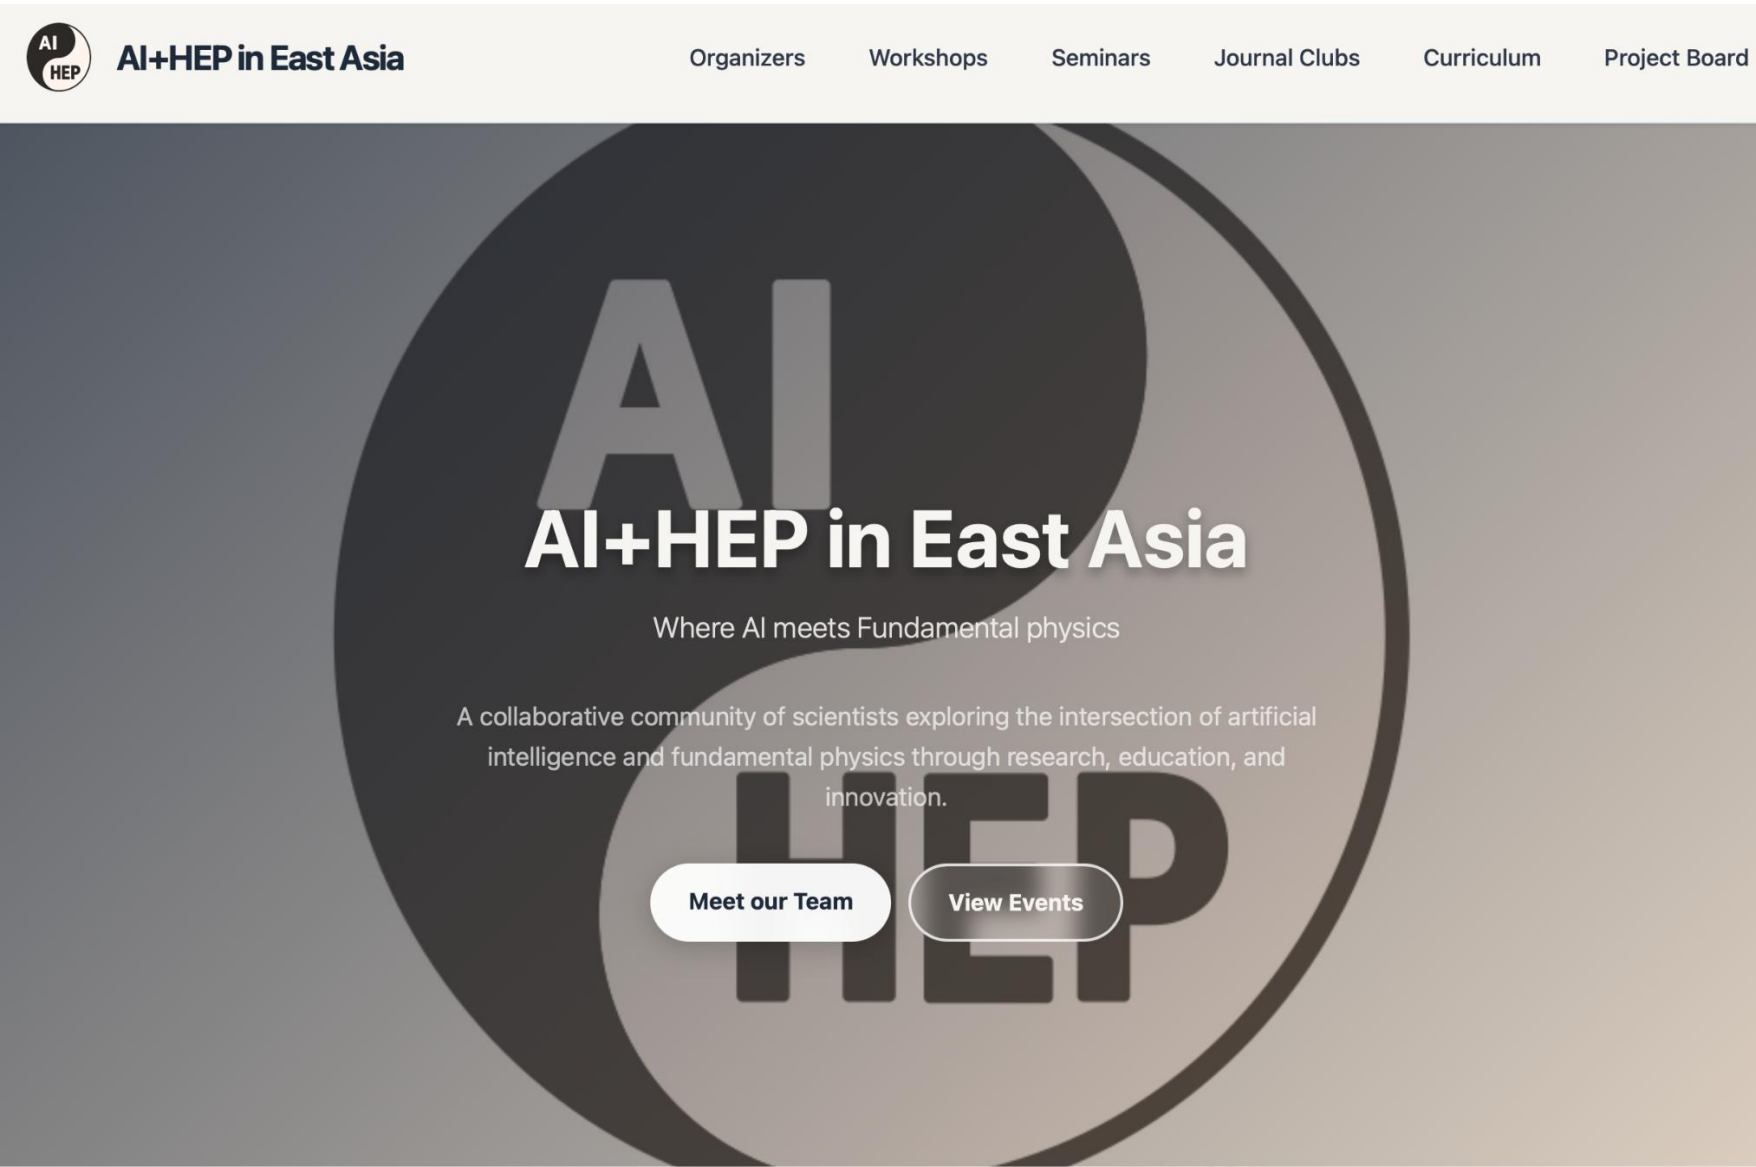 AI
HEP
AI+HEP in East Asia
Organizers
Workshops
Seminars
Journal Clubs
Curriculum
Project Board
AI
AI+HEP in East Asia
Where AI meets Fundamental physics
A collaborative community of scientists exploring the intersection of artificial
intelligence and fundamental physics through research, education, and
innovation.
HEP
Meet our Team
View Events